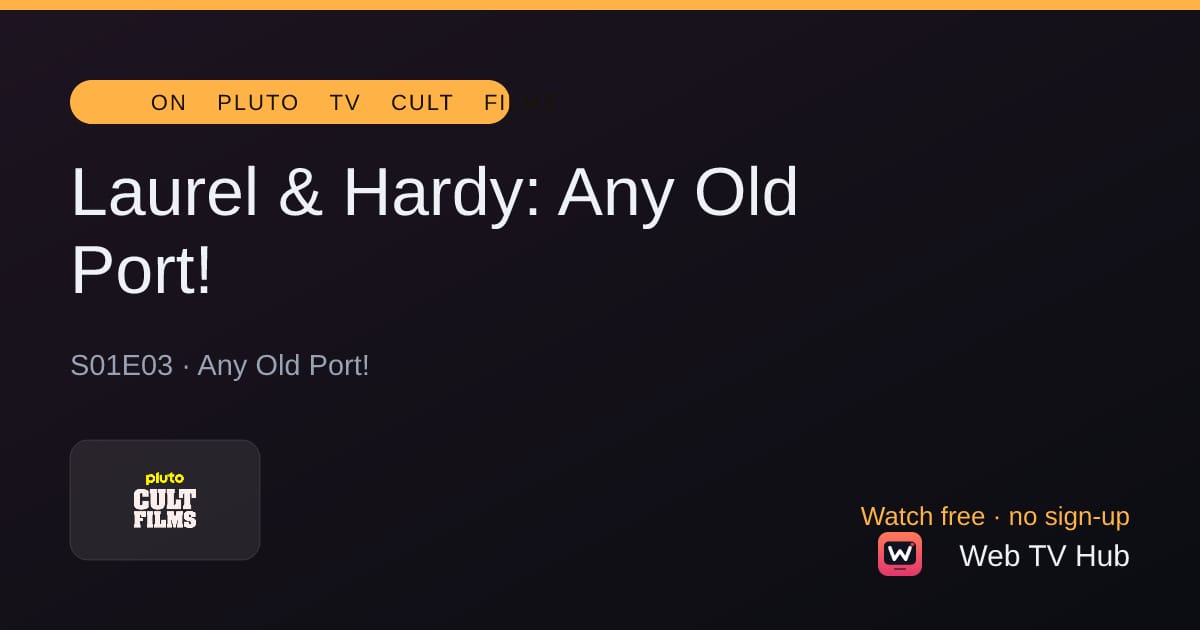 ON PLUTO TV CULT FILMS
Laurel & Hardy: Any Old
Port!
S01E03 · Any Old Port!
pluto
CULT
FILMS
Watch free · no sign-up
W
Web TV Hub